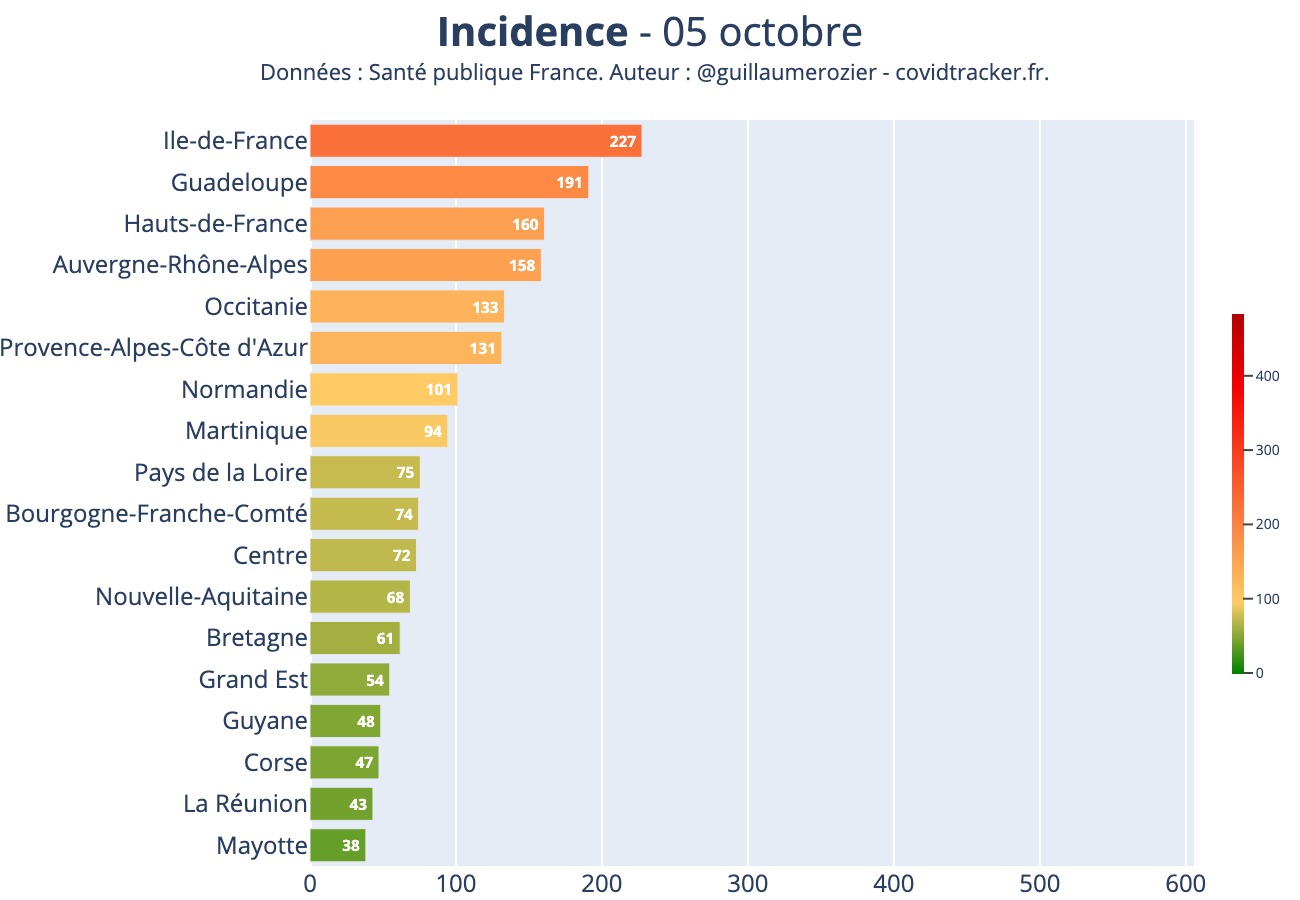 Incidence - 05 octobre
Données : Santé publique France. Auteur : @guillaumerozier - covidtracker.fr.
Ile-de-France 227
Guadeloupe 191
Hauts-de-France 160
Auvergne-Rhône-Alpes 158
Occitanie 133
Provence-Alpes-Côte d'Azur 131
Normandie 101
Martinique 94
Pays de la Loire 75
Bourgogne-Franche-Comté 74
Centre 72
Nouvelle-Aquitaine 68
Bretagne 61
Grand Est 54
Guyane 48
Corse 47
La Réunion 43
Mayotte 38
0 100 200 300 400 500 600
400
300
200
100
0